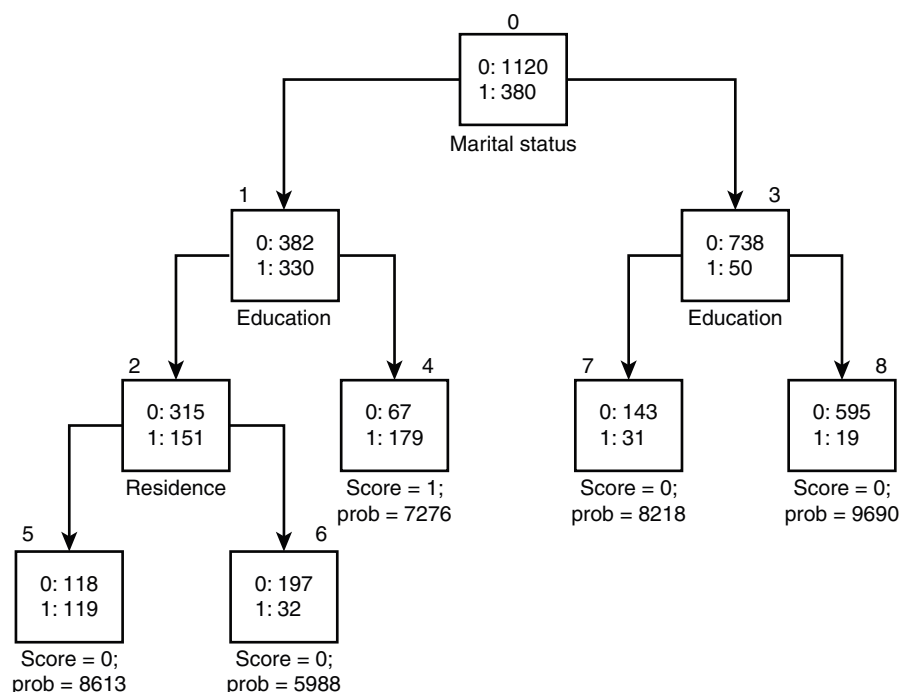 0
0: 1120
1: 380
Marital status
1
0: 382
1: 330
Education
3
0: 738
1: 50
Education
2
0: 315
1: 151
Residence
4
0: 67
1: 179
Score = 1;
prob = 7276
7
0: 143
1: 31
Score = 0;
prob = 8218
8
0: 595
1: 19
Score = 0;
prob = 9690
5
0: 118
1: 119
Score = 0;
prob = 8613
6
0: 197
1: 32
Score = 0;
prob = 5988